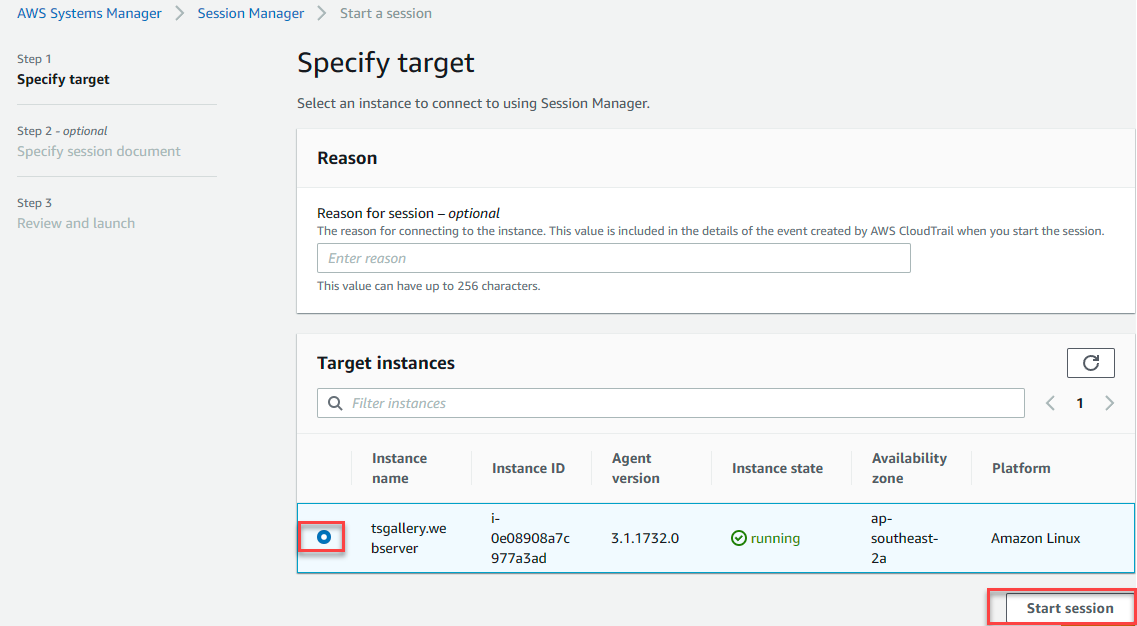 AWS Systems Manager > Session Manager > Start a session
Step 1
Specify target
Step 2 - optional
Specify session document
Step 3
Review and launch
Specify target
Select an instance to connect to using Session Manager.
Reason
Reason for session – optional
The reason for connecting to the instance. This value is included in the details of the event created by AWS CloudTrail when you start the session.
Enter reason
This value can have up to 256 characters.
Target instances
Filter instances
1
Instance
name
Instance ID
Agent
version
Instance state
Availability
zone
Platform
tsgallery.we
bserver
i-
0e08908a7c
977a3ad
3.1.1732.0
running
ap-
southeast-
2a
Amazon Linux
Start session